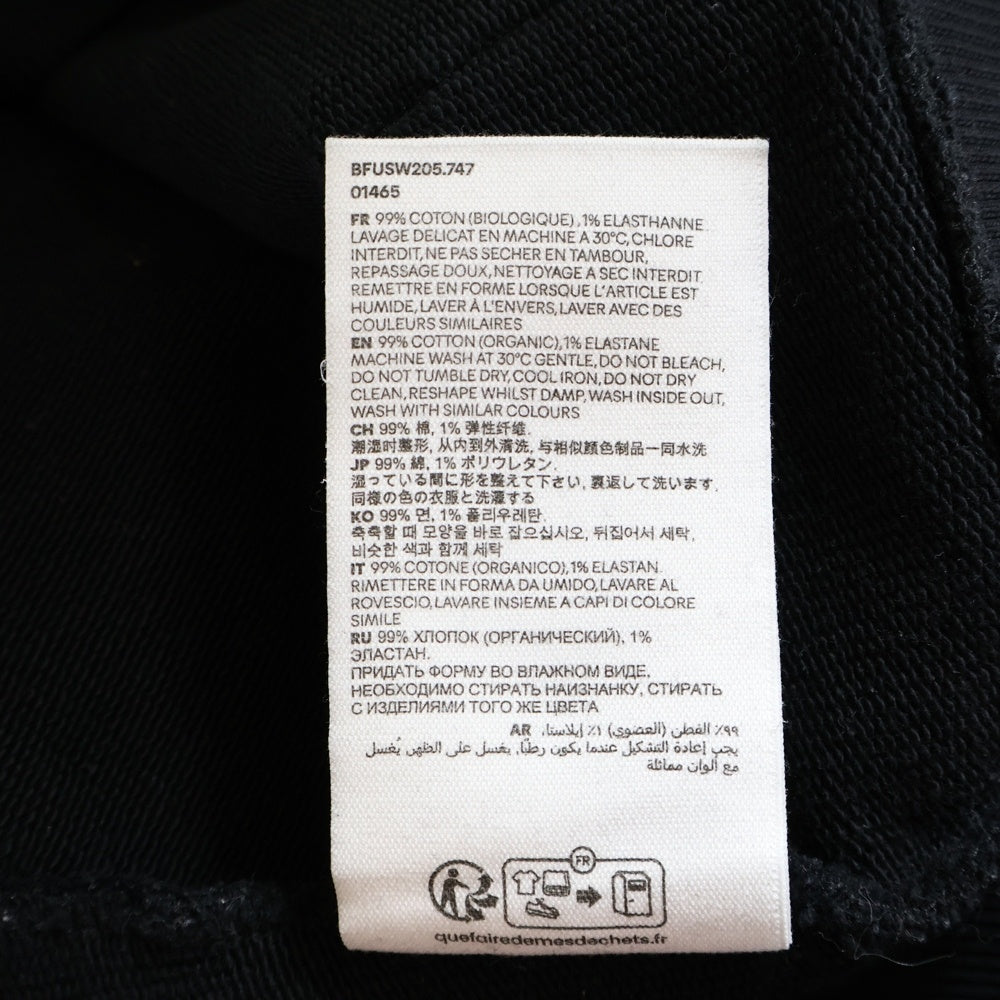 BFUSW205.747
01465
FR 99% COTON (BIOLOGIQUE), 1% ELASTHANNE
LAVAGE DELICAT EN MACHINE A 30°C, CHLORE
INTERDIT, NE PAS SECHER EN TAMBOUR,
REPASSAGE DOUX, NETTOYAGE A SEC INTERDIT.
REMETTRE EN FORME LORSQUE L'ARTICLE EST
HUMIDE, LAVER À L'ENVERS, LAVER AVEC DES
COULEURS SIMILAIRES
EN 99% COTTON (ORGANIC), 1% ELASTANE
MACHINE WASH AT 30°C GENTLE, DO NOT BLEACH,
DO NOT TUMBLE DRY, COOL IRON, DO NOT DRY
CLEAN, RESHAPE WHILST DAMP, WASH INSIDE OUT,
WASH WITH SIMILAR COLOURS
CH 99% 棉, 1% 弹性纤维.
潮湿时整形, 从内到外清洗, 与相似颜色制品一同水洗
JP 99% 綿, 1% ポリウレタン.
湿っている間に形を整えて下さい, 裏返して洗います,
同様の色の衣服と洗濯する
KO 99% 면, 1% 폴리우레탄.
축축할 때 모양을 바로 잡으십시오, 뒤집어서 세탁,
비슷한 색과 함께 세탁
IT 99% COTONE (ORGANICO), 1% ELASTAN.
RIMETTERE IN FORMA DA UMIDO, LAVARE AL
ROVESCIO, LAVARE INSIEME A CAPI DI COLORE
SIMILE
RU 99% ХЛОПОК (ОРГАНИЧЕСКИЙ), 1%
ЭЛАСТАН.
ПРИДАТЬ ФОРМУ ВО ВЛАЖНОМ ВИДЕ,
НЕОБХОДИМО СТИРАТЬ НАИЗНАНКУ, СТИРАТЬ
С ИЗДЕЛИЯМИ ТОГО ЖЕ ЦВЕТА
٩٩٪ القطن (العضوي) ١٪ إيلاستا، AR
يجب إعادة التشكيل عندما يكون رطبًا، يغسل على الظهر، يُغسل
مع ألوان مماثلة
FR
quefairedemesdechets.fr